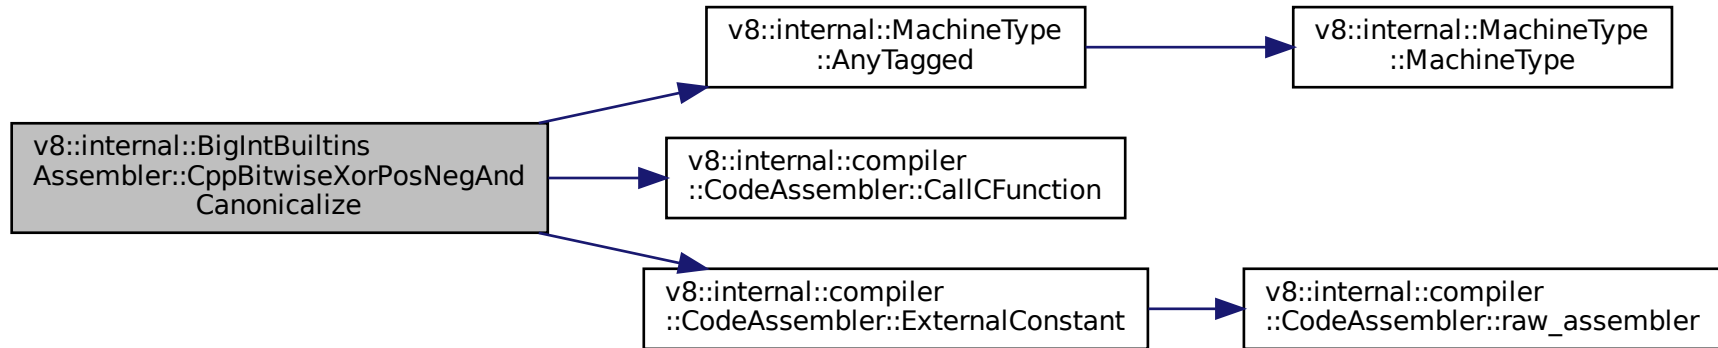 v8::internal::MachineType
::AnyTagged
v8::internal::MachineType
::MachineType
v8::internal::BigIntBuiltins
Assembler::CppBitwiseXorPosNegAnd
Canonicalize
v8::internal::compiler
::CodeAssembler::CallCFunction
v8::internal::compiler
::CodeAssembler::ExternalConstant
v8::internal::compiler
::CodeAssembler::raw_assembler